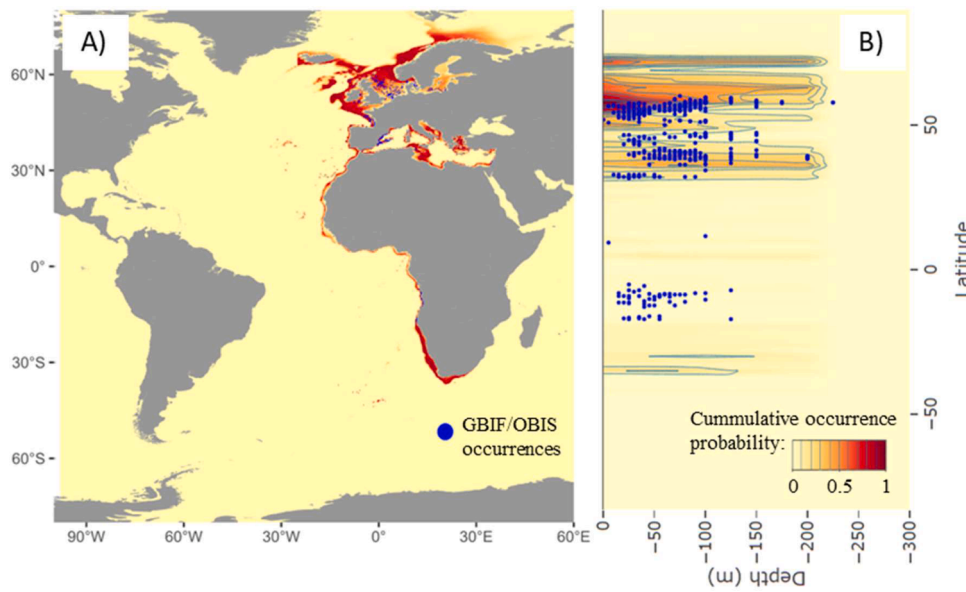 A)
60°N
30°N
0°
30°S
60°S
90°W 60°W 30°W 0° 30°E 60°E
GBIF/OBIS
occurrences
B)
50
0
−50
Latitude
Cummulative occurrence
probability:
0 0.5 1
0 −50 −100 −150 −200 −250 −300
Depth (m)